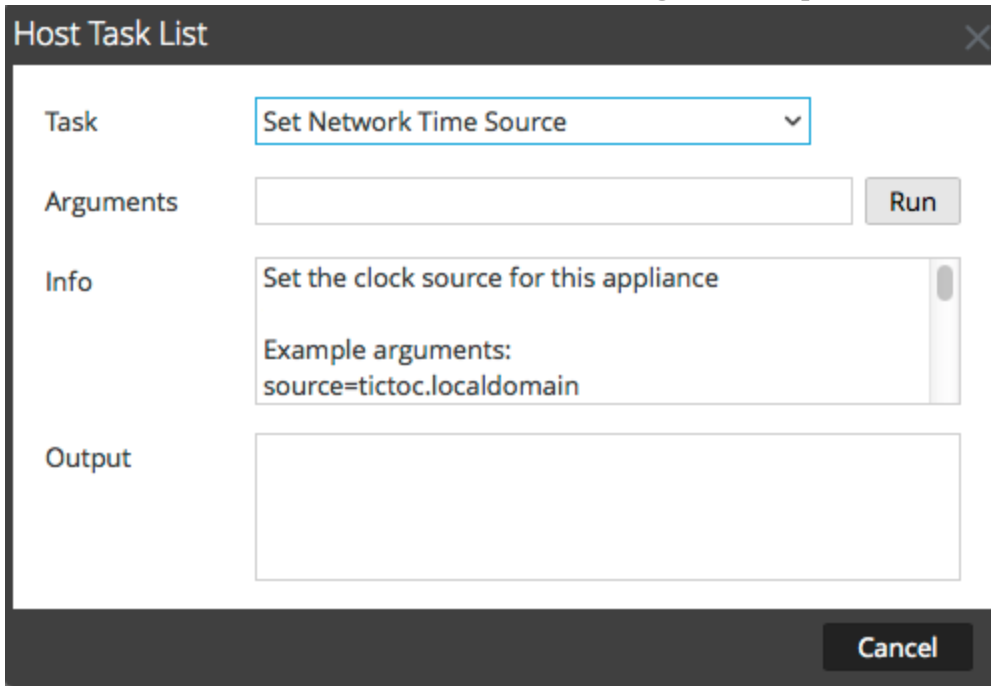 Host Task List
Task
Set Network Time Source
Arguments
Run
Info
Set the clock source for this appliance
Example arguments:
source=tictoc.localdomain
Output
Cancel